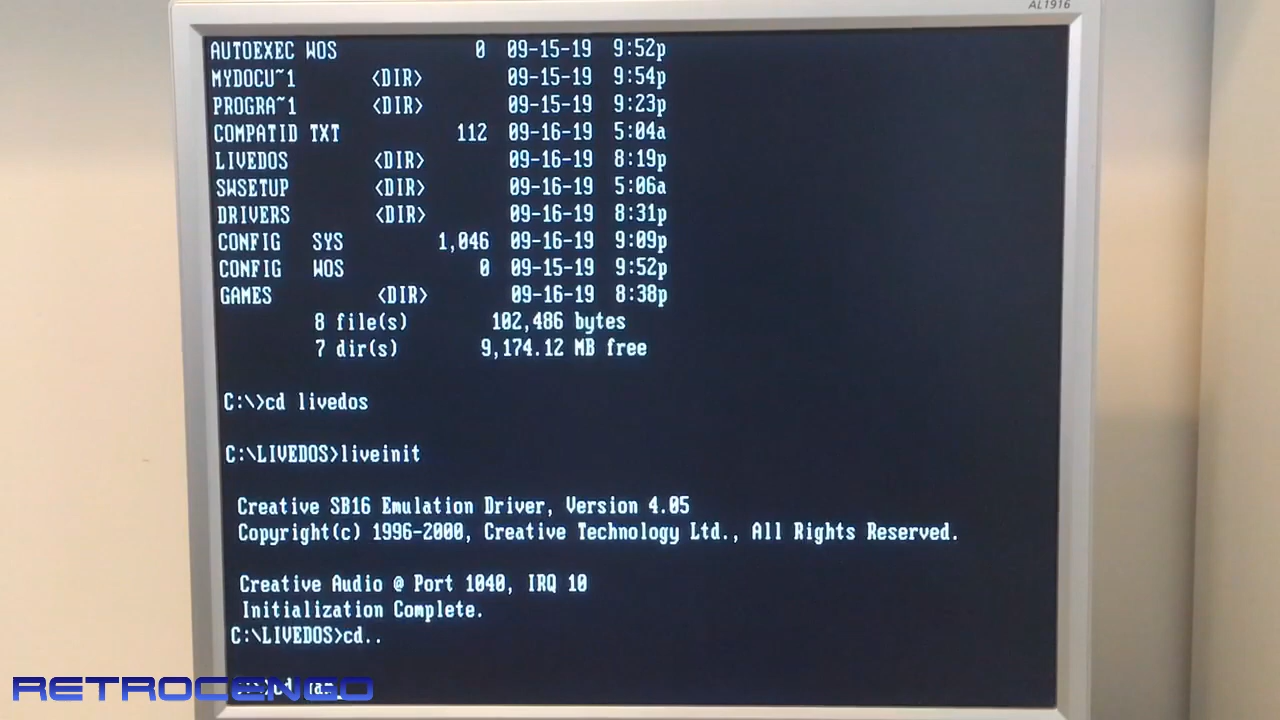 AL1916
AUTOEXEC WOS 0 09-15-19 9:52p
MYDOCU~1 <DIR> 09-15-19 9:54p
PROGRA~1 <DIR> 09-15-19 9:23p
COMPATID TXT 112 09-16-19 5:04a
LIVEDOS <DIR> 09-16-19 8:19p
SWSETUP <DIR> 09-16-19 5:06a
DRIVERS <DIR> 09-16-19 8:31p
CONFIG SYS 1,046 09-16-19 9:09p
CONFIG WOS 0 09-15-19 9:52p
GAMES <DIR> 09-16-19 8:38p
8 file(s) 102,486 bytes
7 dir(s) 9,174.12 MB free
C:\>cd livedos
C:\LIVEDOS>liveinit
Creative SB16 Emulation Driver, Version 4.05
Copyright(c) 1996-2000, Creative Technology Ltd., All Rights Reserved.
Creative Audio @ Port 1040, IRQ 10
Initialization Complete.
C:\LIVEDOS>cd..
RETROCENGO